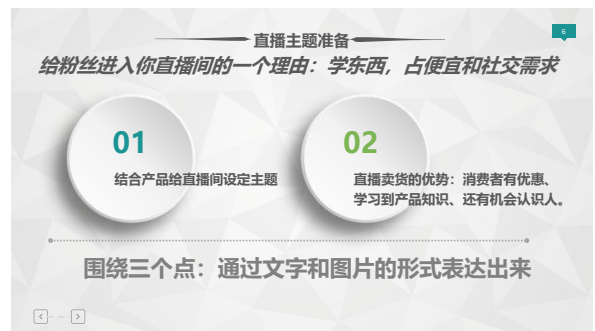 直播主题准备
6
给粉丝进入你直播间的一个理由：学东西，占便宜和社交需求
01
结合产品给直播间设定主题
02
直播卖货的优势：消费者有优惠、
学习到产品知识、还有机会认识人。
围绕三个点：通过文字和图片的形式表达出来